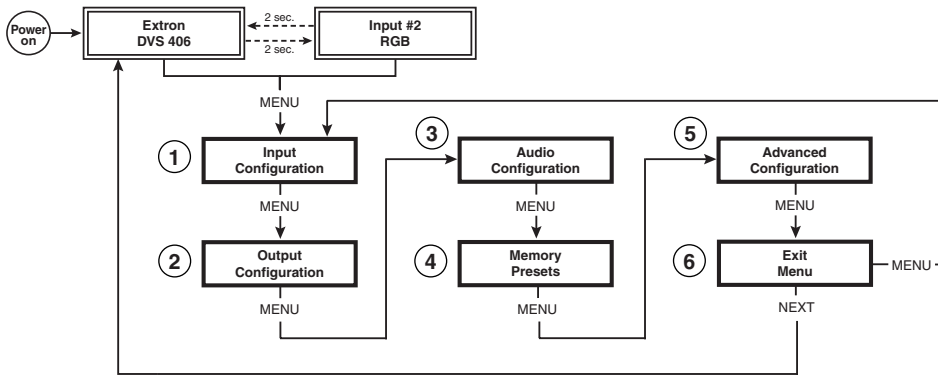 Power
on
Extron
DVS 406
2 sec.
2 sec.
Input #2
RGB
MENU
1
Input
Configuration
MENU
2
Output
Configuration
MENU
3
Audio
Configuration
MENU
4
Memory
Presets
MENU
5
Advanced
Configuration
MENU
6
Exit
Menu
MENU
NEXT